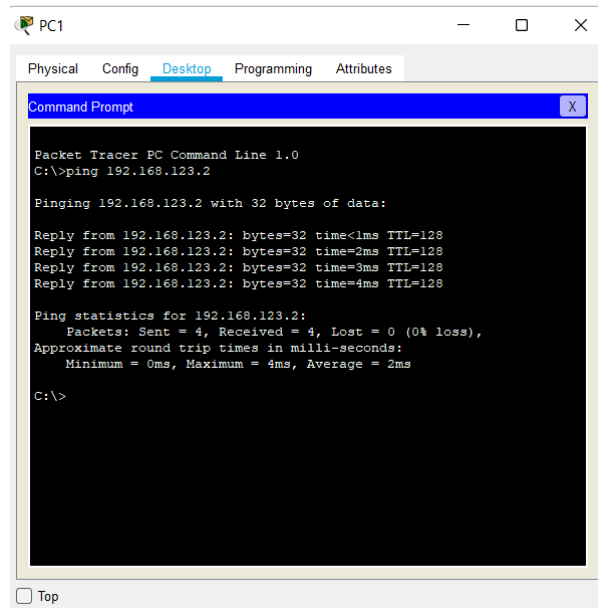 PC1
Physical Config Desktop Programming Attributes
Command Prompt X
Packet Tracer PC Command Line 1.0
C:\>ping 192.168.123.2
Pinging 192.168.123.2 with 32 bytes of data:
Reply from 192.168.123.2: bytes=32 time<1ms TTL=128
Reply from 192.168.123.2: bytes=32 time=2ms TTL=128
Reply from 192.168.123.2: bytes=32 time=3ms TTL=128
Reply from 192.168.123.2: bytes=32 time=4ms TTL=128
Ping statistics for 192.168.123.2:
Packets: Sent = 4, Received = 4, Lost = 0 (0% loss),
Approximate round trip times in milli-seconds:
Minimum = 0ms, Maximum = 4ms, Average = 2ms
C:\>
Top